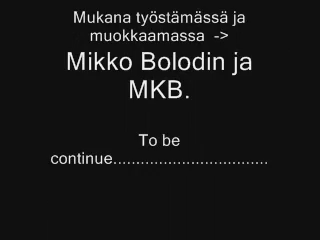 Mukana työstämässä ja
muokkaamassa  ->
Mikko Bolodin ja
MKB.
To be
continue..................................